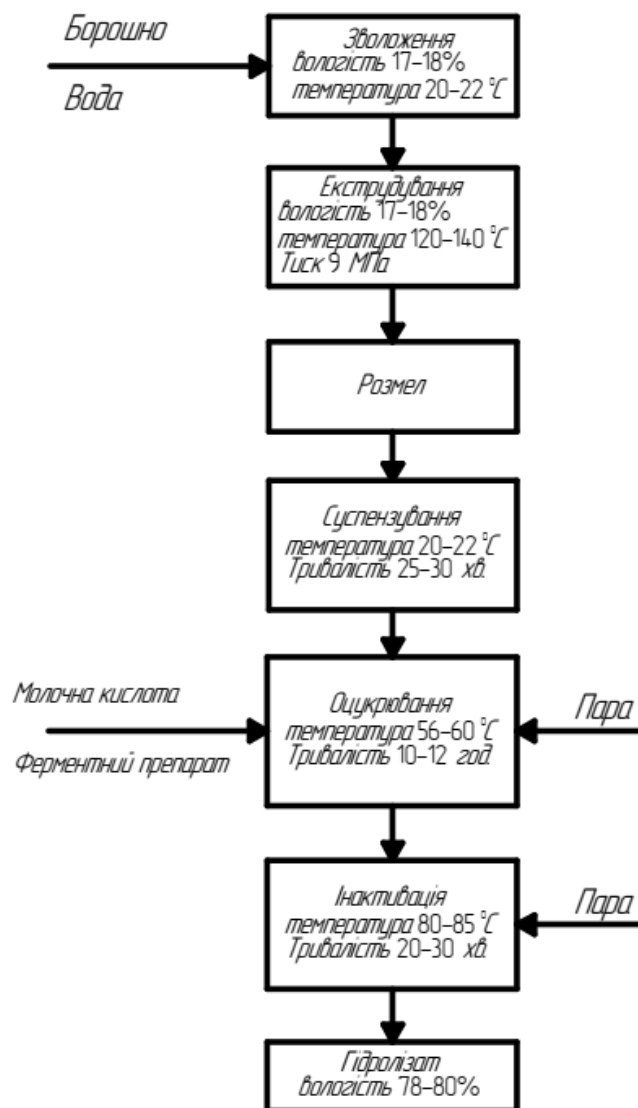 Борошно
Вода
Зволоження
вологість 17–18%
температура 20–22 °С
Екструдування
вологість 17–18%
температура 120–140 °С
Тиск 9 МПа
Розмел
Суспензування
температура 20–22 °С
Тривалість 25–30 хв.
Молочна кислота
Ферментний препарат
Оцукрювання
температура 56–60 °С
Тривалість 10–12 год.
Пара
Інактивація
температура 80–85 °С
Тривалість 20–30 хв.
Пара
Гідролізат
вологість 78–80%